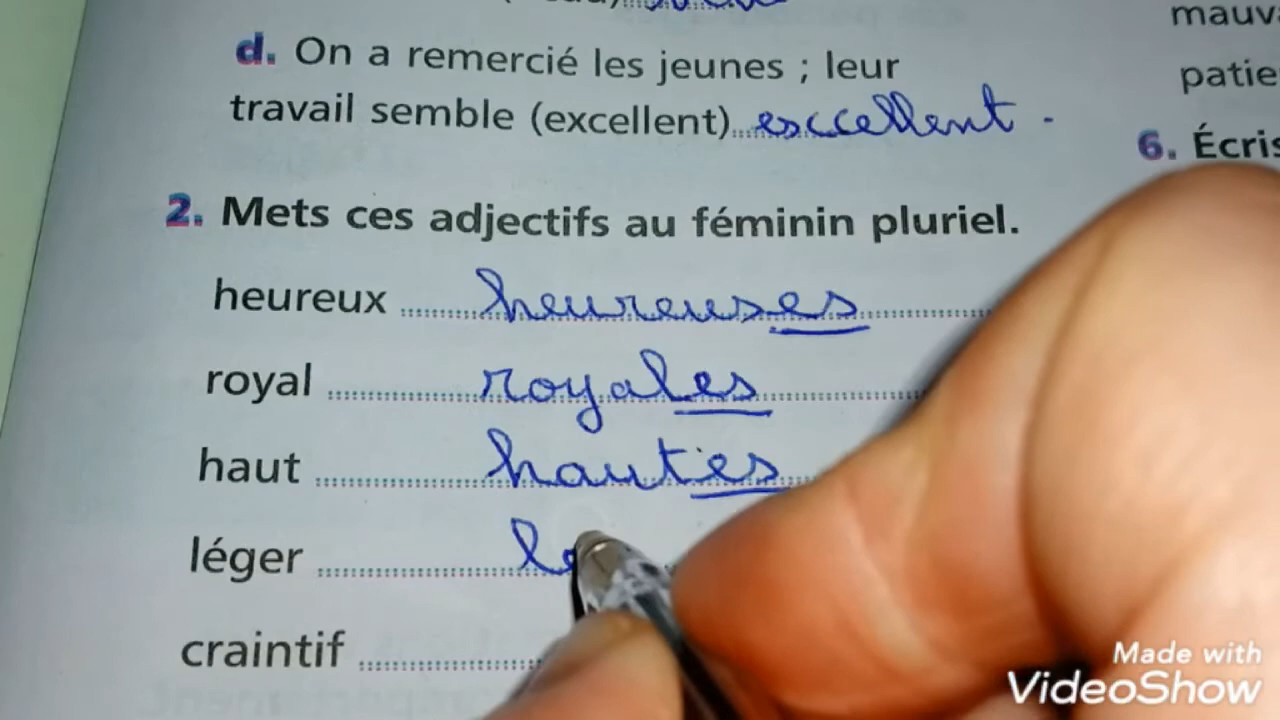 d. On a remercié les jeunes ; leur
travail semble (excellent) excellent.
2. Mets ces adjectifs au féminin pluriel.
heureux heureuses
royal royales
haut hautes
léger le
craintif
mauva
patie
6. Écris
Made with
VideoShow